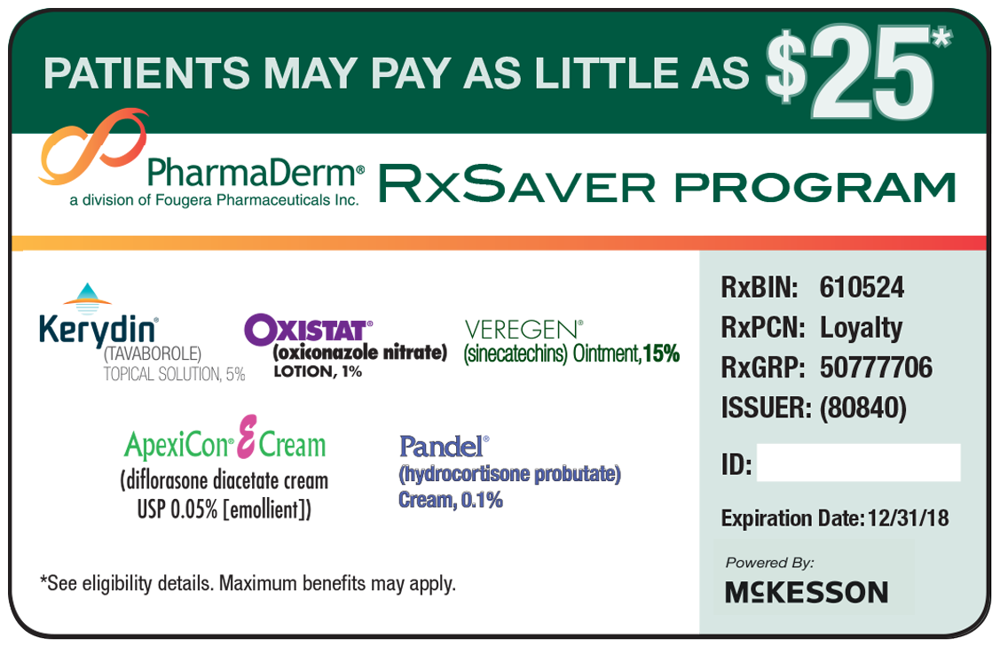 PATIENTS MAY PAY AS LITTLE AS $25*
PharmaDerm® RXSAVER PROGRAM
a division of Fougera Pharmaceuticals Inc.
Kerydin®
(TAVABOROLE)
TOPICAL SOLUTION, 5%
OXISTAT®
(oxiconazole nitrate)
LOTION, 1%
VEREGEN®
(sinecatechins) Ointment,15%
ApexiCon® E Cream
(diflorasone diacetate cream
USP 0.05% [emollient])
Pandel®
(hydrocortisone probutate)
Cream, 0.1%
*See eligibility details. Maximum benefits may apply.
RxBIN: 610524
RxPCN: Loyalty
RxGRP: 50777706
ISSUER: (80840)
ID:
Expiration Date: 12/31/18
Powered By:
MCKESSON